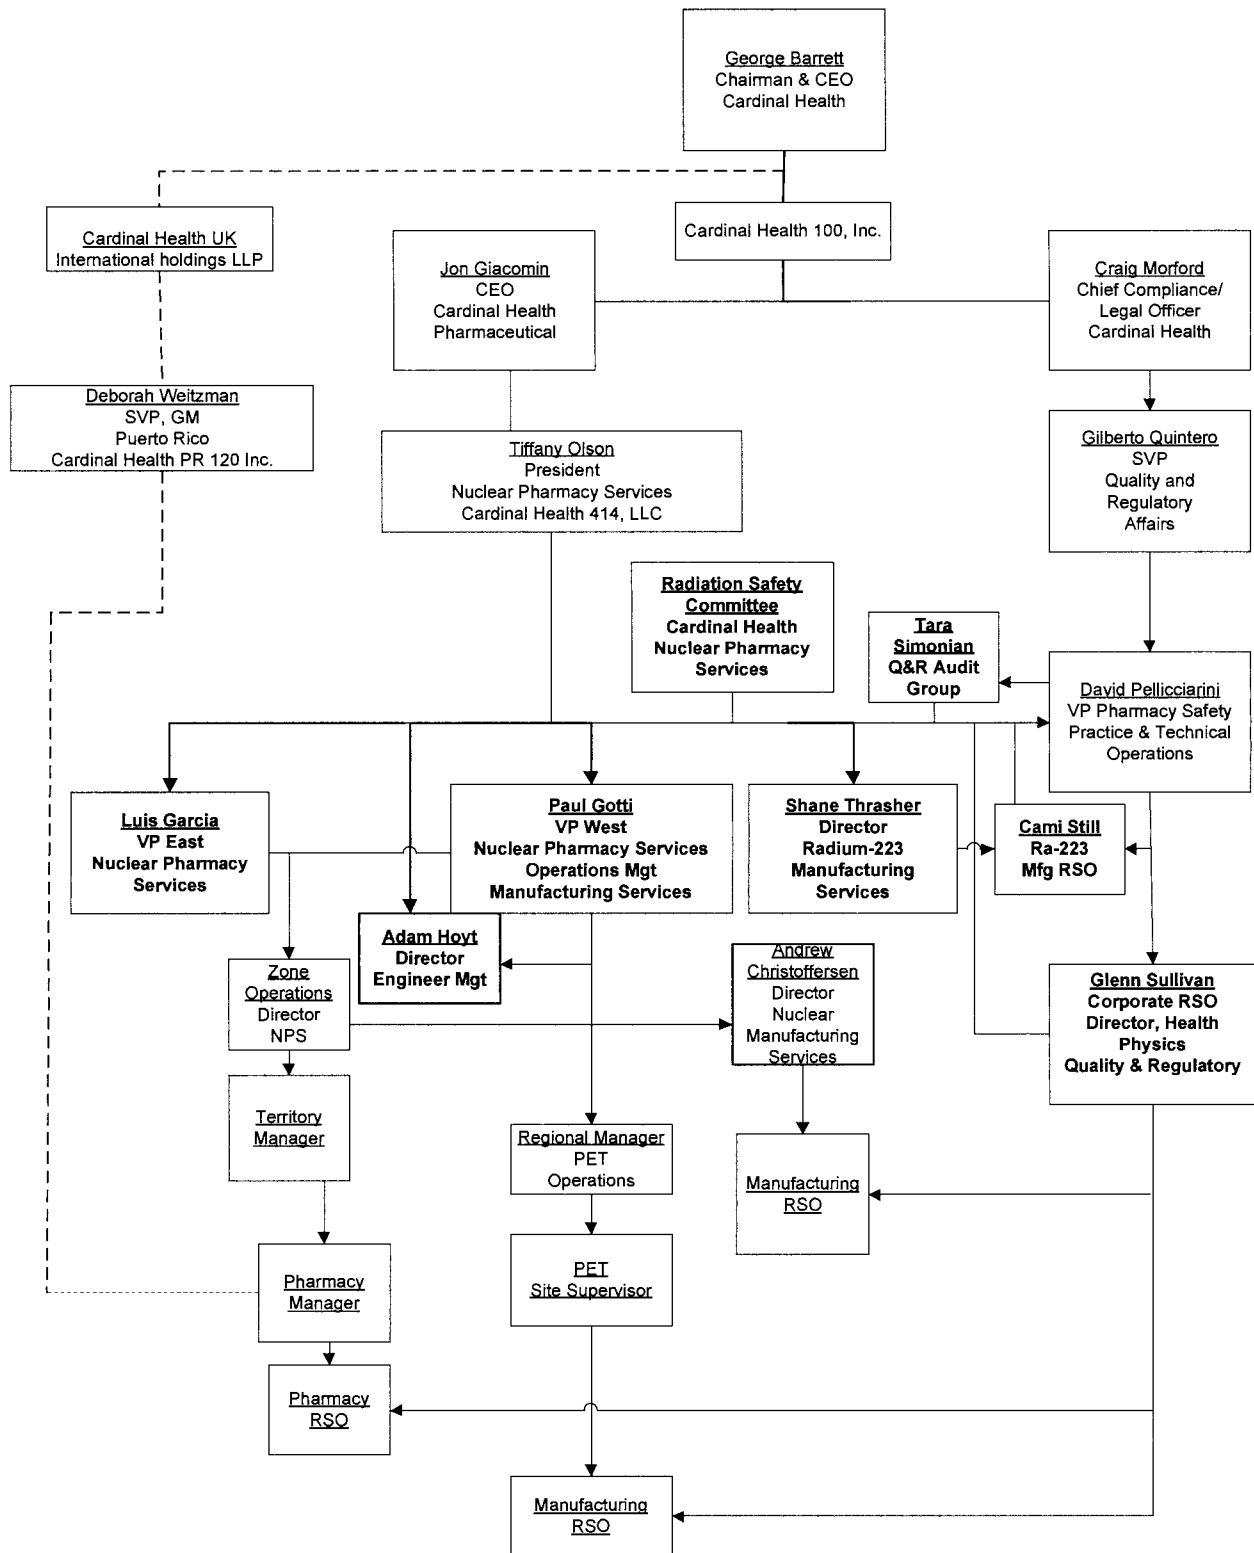 George Barrett
Chairman & CEO
Cardinal Health
Cardinal Health UK
International holdings LLP
Cardinal Health 100, Inc.
Jon Giacomin
CEO
Cardinal Health
Pharmaceutical
Craig Morford
Chief Compliance/
Legal Officer
Cardinal Health
Deborah Weitzman
SVP, GM
Puerto Rico
Cardinal Health PR 120 Inc.
Tiffany Olson
President
Nuclear Pharmacy Services
Cardinal Health 414, LLC
Gilberto Quintero
SVP
Quality and
Regulatory
Affairs
Radiation Safety
Committee
Cardinal Health
Nuclear Pharmacy
Services
Tara
Simonian
Q&R Audit
Group
David Pellicciarini
VP Pharmacy Safety
Practice & Technical
Operations
Luis Garcia
VP East
Nuclear Pharmacy
Services
Paul Gotti
VP West
Nuclear Pharmacy Services
Operations Mgt
Manufacturing Services
Shane Thrasher
Director
Radium-223
Manufacturing
Services
Cami Still
Ra-223
Mfg RSO
Adam Hoyt
Director
Engineer Mgt
Zone
Operations
Director
NPS
Andrew
Christoffersen
Director
Nuclear
Manufacturing
Services
Glenn Sullivan
Corporate RSO
Director, Health
Physics
Quality & Regulatory
Territory
Manager
Regional Manager
PET
Operations
Manufacturing
RSO
Pharmacy
Manager
PET
Site Supervisor
Pharmacy
RSO
Manufacturing
RSO